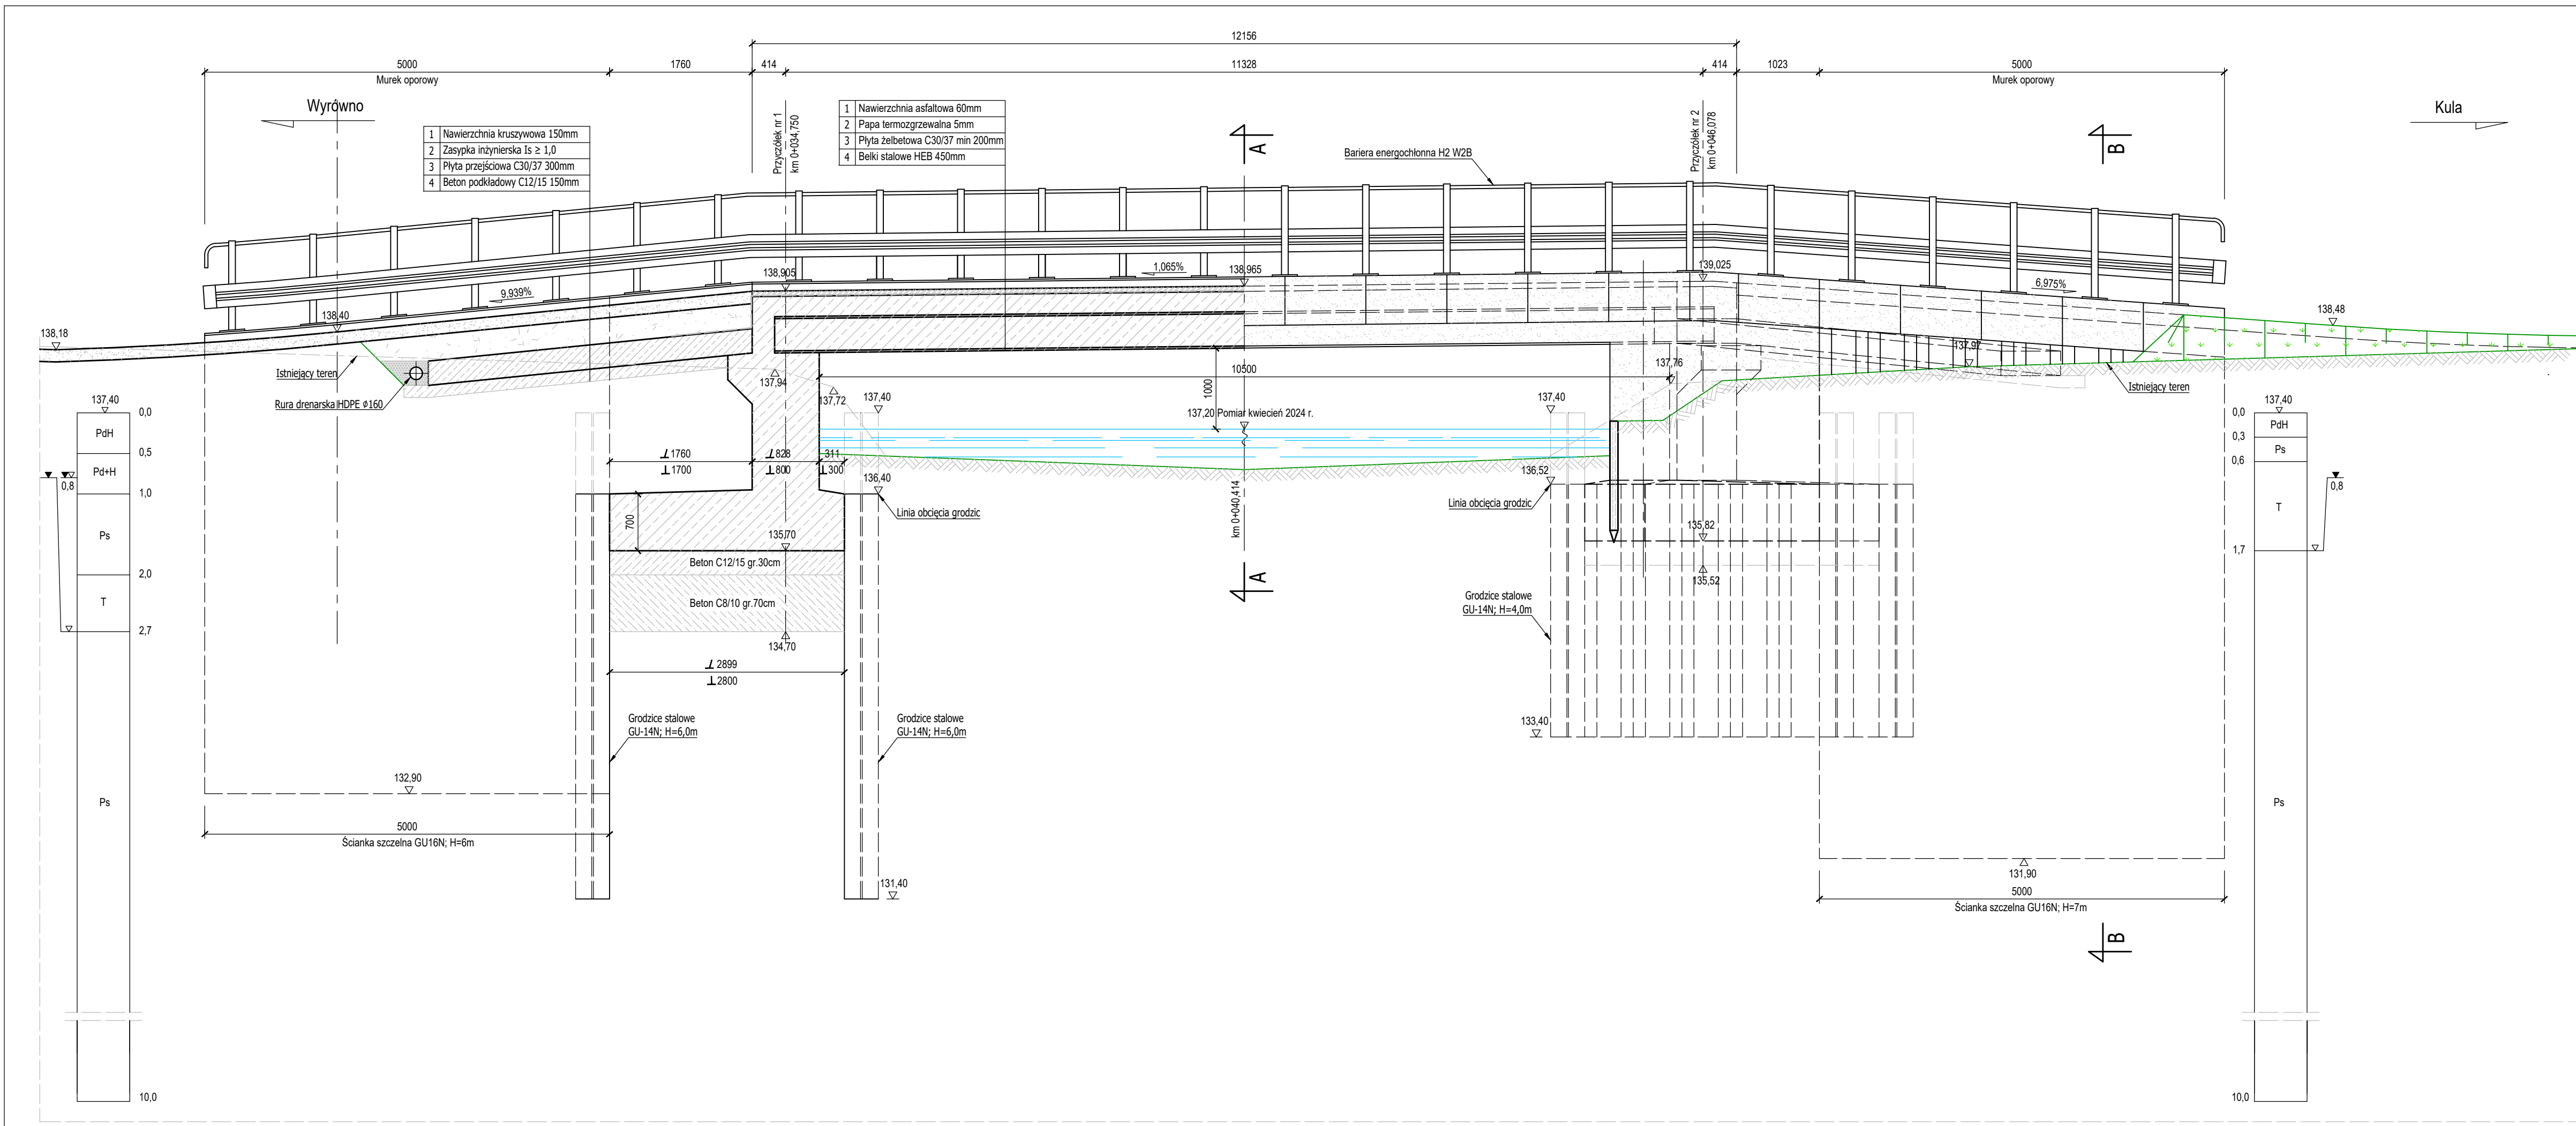 12156
5000
1760
414
11328
414
1023
5000
Murek oporowy
Murek oporowy
Wyrówno
Kula
1 Nawierzchnia kruszywowa 150mm
2 Zasypka inżynierska Is ≥ 1,0
3 Płyta przejściowa C30/37 300mm
4 Beton podkładowy C12/15 150mm
1 Nawierzchnia asfaltowa 60mm
2 Papa termozgrzewalna 5mm
3 Płyta żelbetowa C30/37 min 200mm
4 Belki stalowe HEB 450mm
Przyczółek nr 1
km 0+034,750
A
Bariera energochłonna H2 W2B
Przyczółek nr 2
km 0+046,078
B
138,905
1,065%
138,965
139,025
9,939%
6,975%
138,18
138,40
138,48
Istniejący teren
Rura drenarska HDPE ϕ160
137,94
137,72
137,40
1000
10500
137,20 Pomiar kwiecień 2024 r.
137,40
137,76
137,97
Istniejący teren
137,40
0,0
PdH
0,5
Pd+H
0,8
1,0
Ps
2,0
T
2,7
Ps
10,0
⊥1760
⊥1700
⊥828
⊥800
311
⊥300
136,40
Linia obcięcia grodzic
700
135,70
Beton C12/15 gr.30cm
Beton C8/10 gr.70cm
134,70
⊥2899
⊥2800
km 0+040,414
A
136,52
Linia obcięcia grodzic
135,82
135,52
Grodzice stalowe
GU-14N; H=4,0m
133,40
Grodzice stalowe
GU-14N; H=6,0m
Grodzice stalowe
GU-14N; H=6,0m
132,90
5000
Ścianka szczelna GU16N; H=6m
131,40
131,90
5000
Ścianka szczelna GU16N; H=7m
B
137,40
0,0
PdH
0,3
Ps
0,6
T
0,8
1,7
Ps
10,0